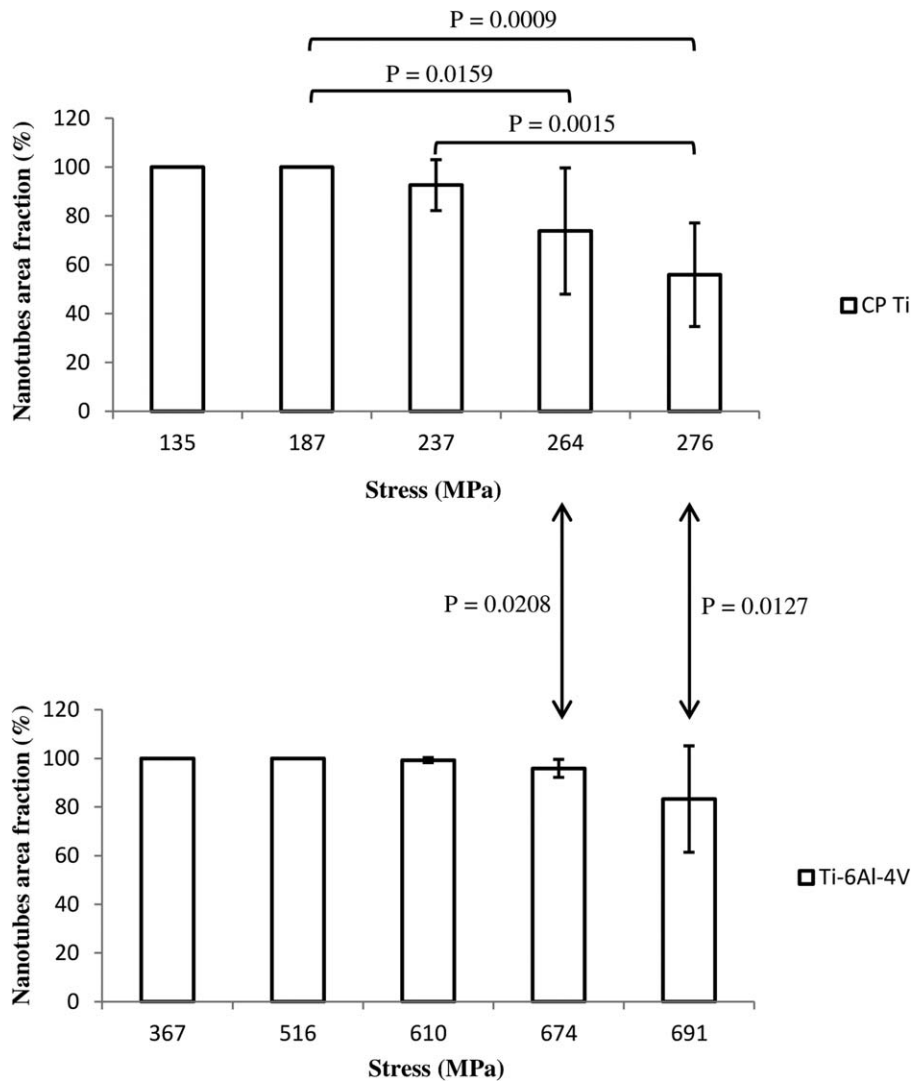 P = 0.0009
P = 0.0159
P = 0.0015
Nanotubes area fraction (%)
120
100
80
60
40
20
0
135 187 237 264 276
Stress (MPa)
CP Ti
P = 0.0208
P = 0.0127
Nanotubes area fraction (%)
120
100
80
60
40
20
0
367 516 610 674 691
Stress (MPa)
Ti-6Al-4V